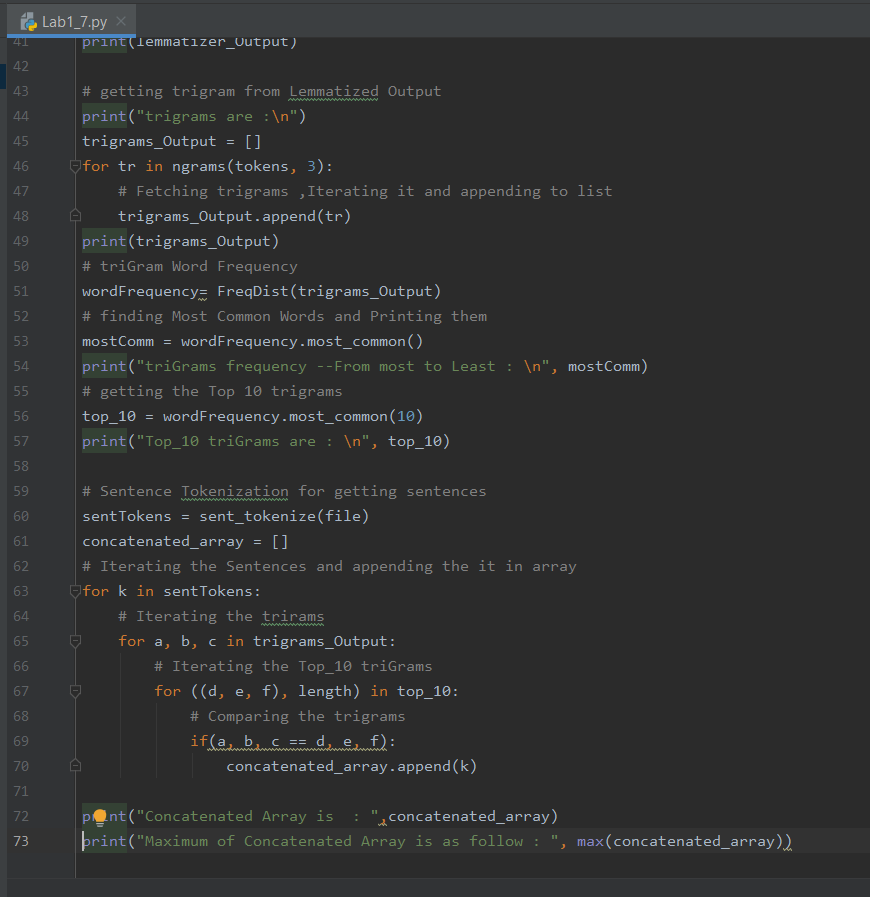 Lab1_7.py
41 print(lemmatizer_Output)
42
43 # getting trigram from Lemmatized Output
44 print("trigrams are :\n")
45 trigrams_Output = []
46 for tr in ngrams(tokens, 3):
47 # Fetching trigrams ,Iterating it and appending to list
48 trigrams_Output.append(tr)
49 print(trigrams_Output)
50 # triGram Word Frequency
51 wordFrequency= FreqDist(trigrams_Output)
52 # finding Most Common Words and Printing them
53 mostComm = wordFrequency.most_common()
54 print("triGrams frequency --From most to Least : \n", mostComm)
55 # getting the Top 10 trigrams
56 top_10 = wordFrequency.most_common(10)
57 print("Top_10 triGrams are : \n", top_10)
58
59 # Sentence Tokenization for getting sentences
60 sentTokens = sent_tokenize(file)
61 concatenated_array = []
62 # Iterating the Sentences and appending the it in array
63 for k in sentTokens:
64 # Iterating the trirams
65 for a, b, c in trigrams_Output:
66 # Iterating the Top_10 triGrams
67 for ((d, e, f), length) in top_10:
68 # Comparing the trigrams
69 if(a, b, c == d, e, f):
70 concatenated_array.append(k)
71
72 print("Concatenated Array is  : ",concatenated_array)
73 print("Maximum of Concatenated Array is as follow : ", max(concatenated_array))